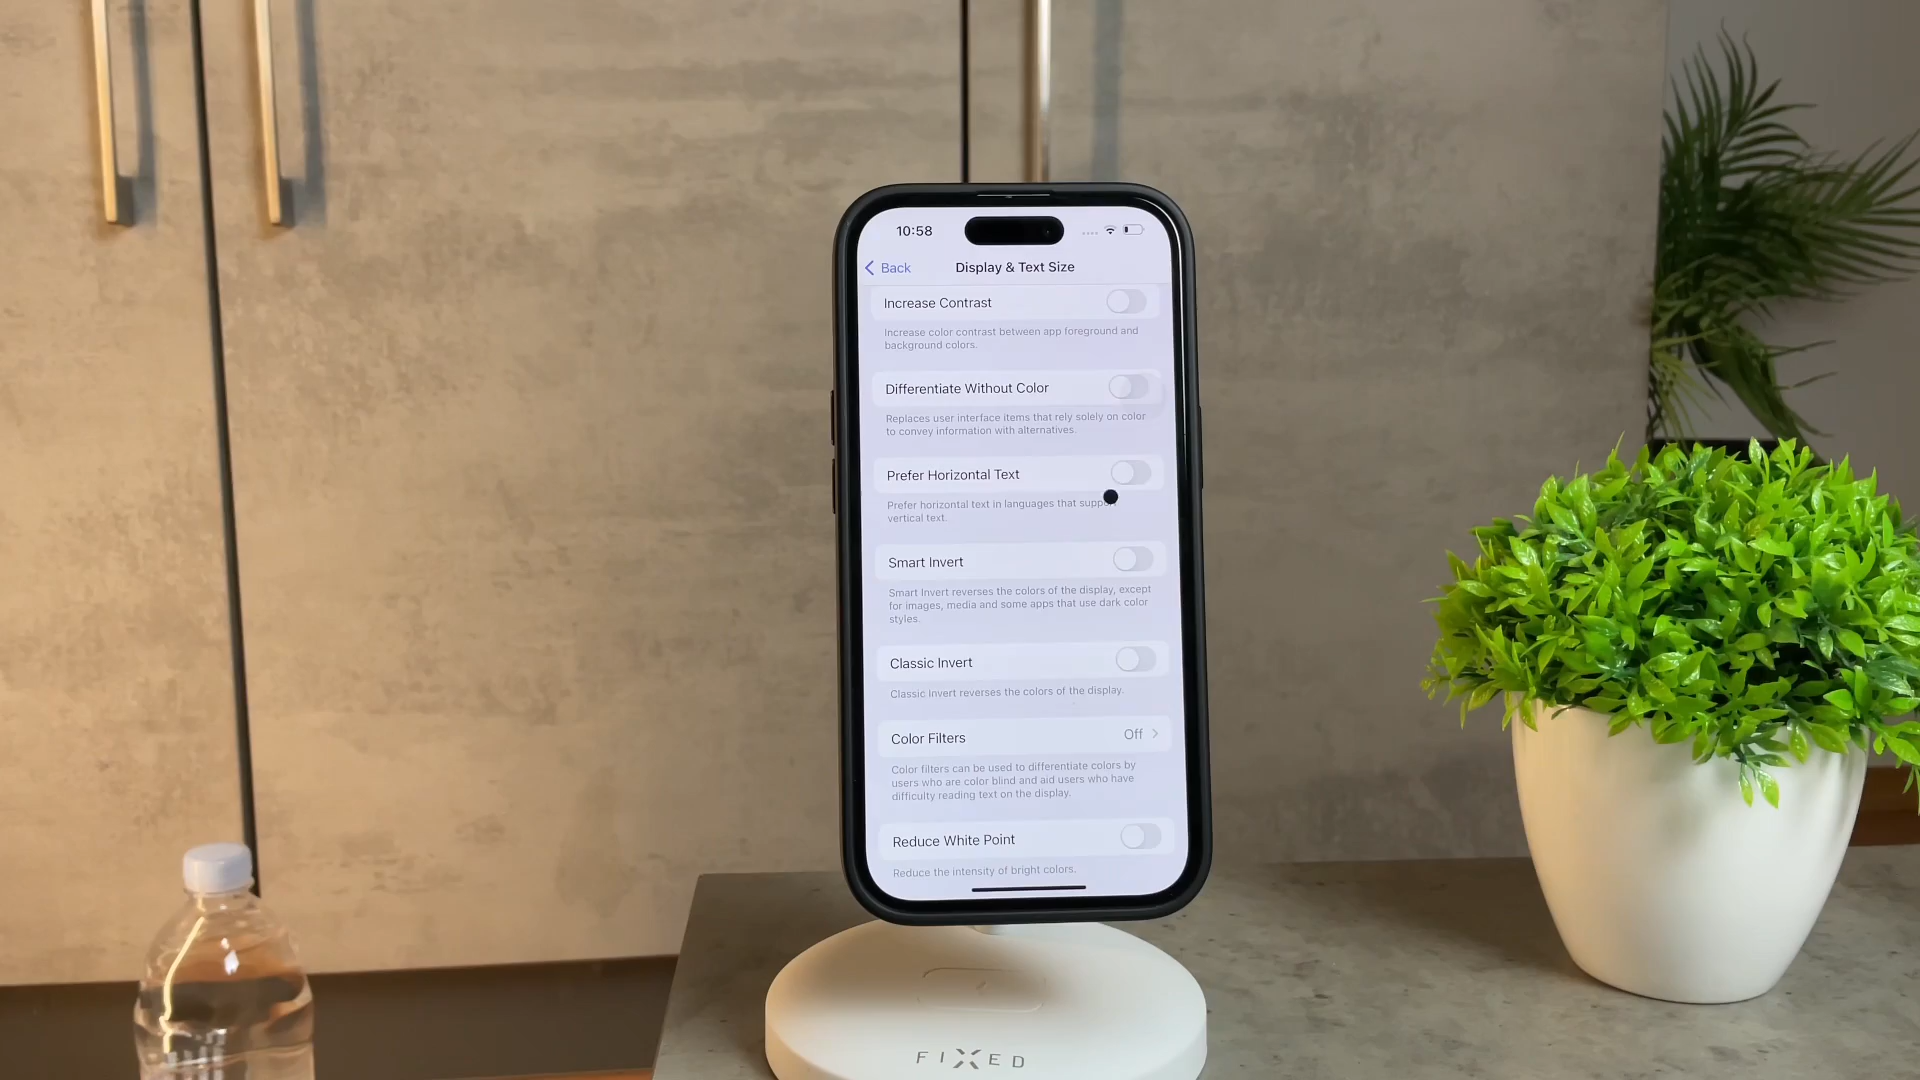 10:58
Back
Display & Text Size
Increase Contrast
Increase color contrast between app foreground and
background colors.
Differentiate Without Color
Replaces user interface items that rely solely on color
to convey information with alternatives.
Prefer Horizontal Text
Prefer horizontal text in languages that support
vertical text.
Smart Invert
Smart Invert reverses the colors of the display, except
for images, media and some apps that use dark color
styles.
Classic Invert
Classic Invert reverses the colors of the display.
Color Filters Off
Color filters can be used to differentiate colors by
users who are color blind and aid users who have
difficulty reading text on the display.
Reduce White Point
Reduce the intensity of bright colors.
FIXED